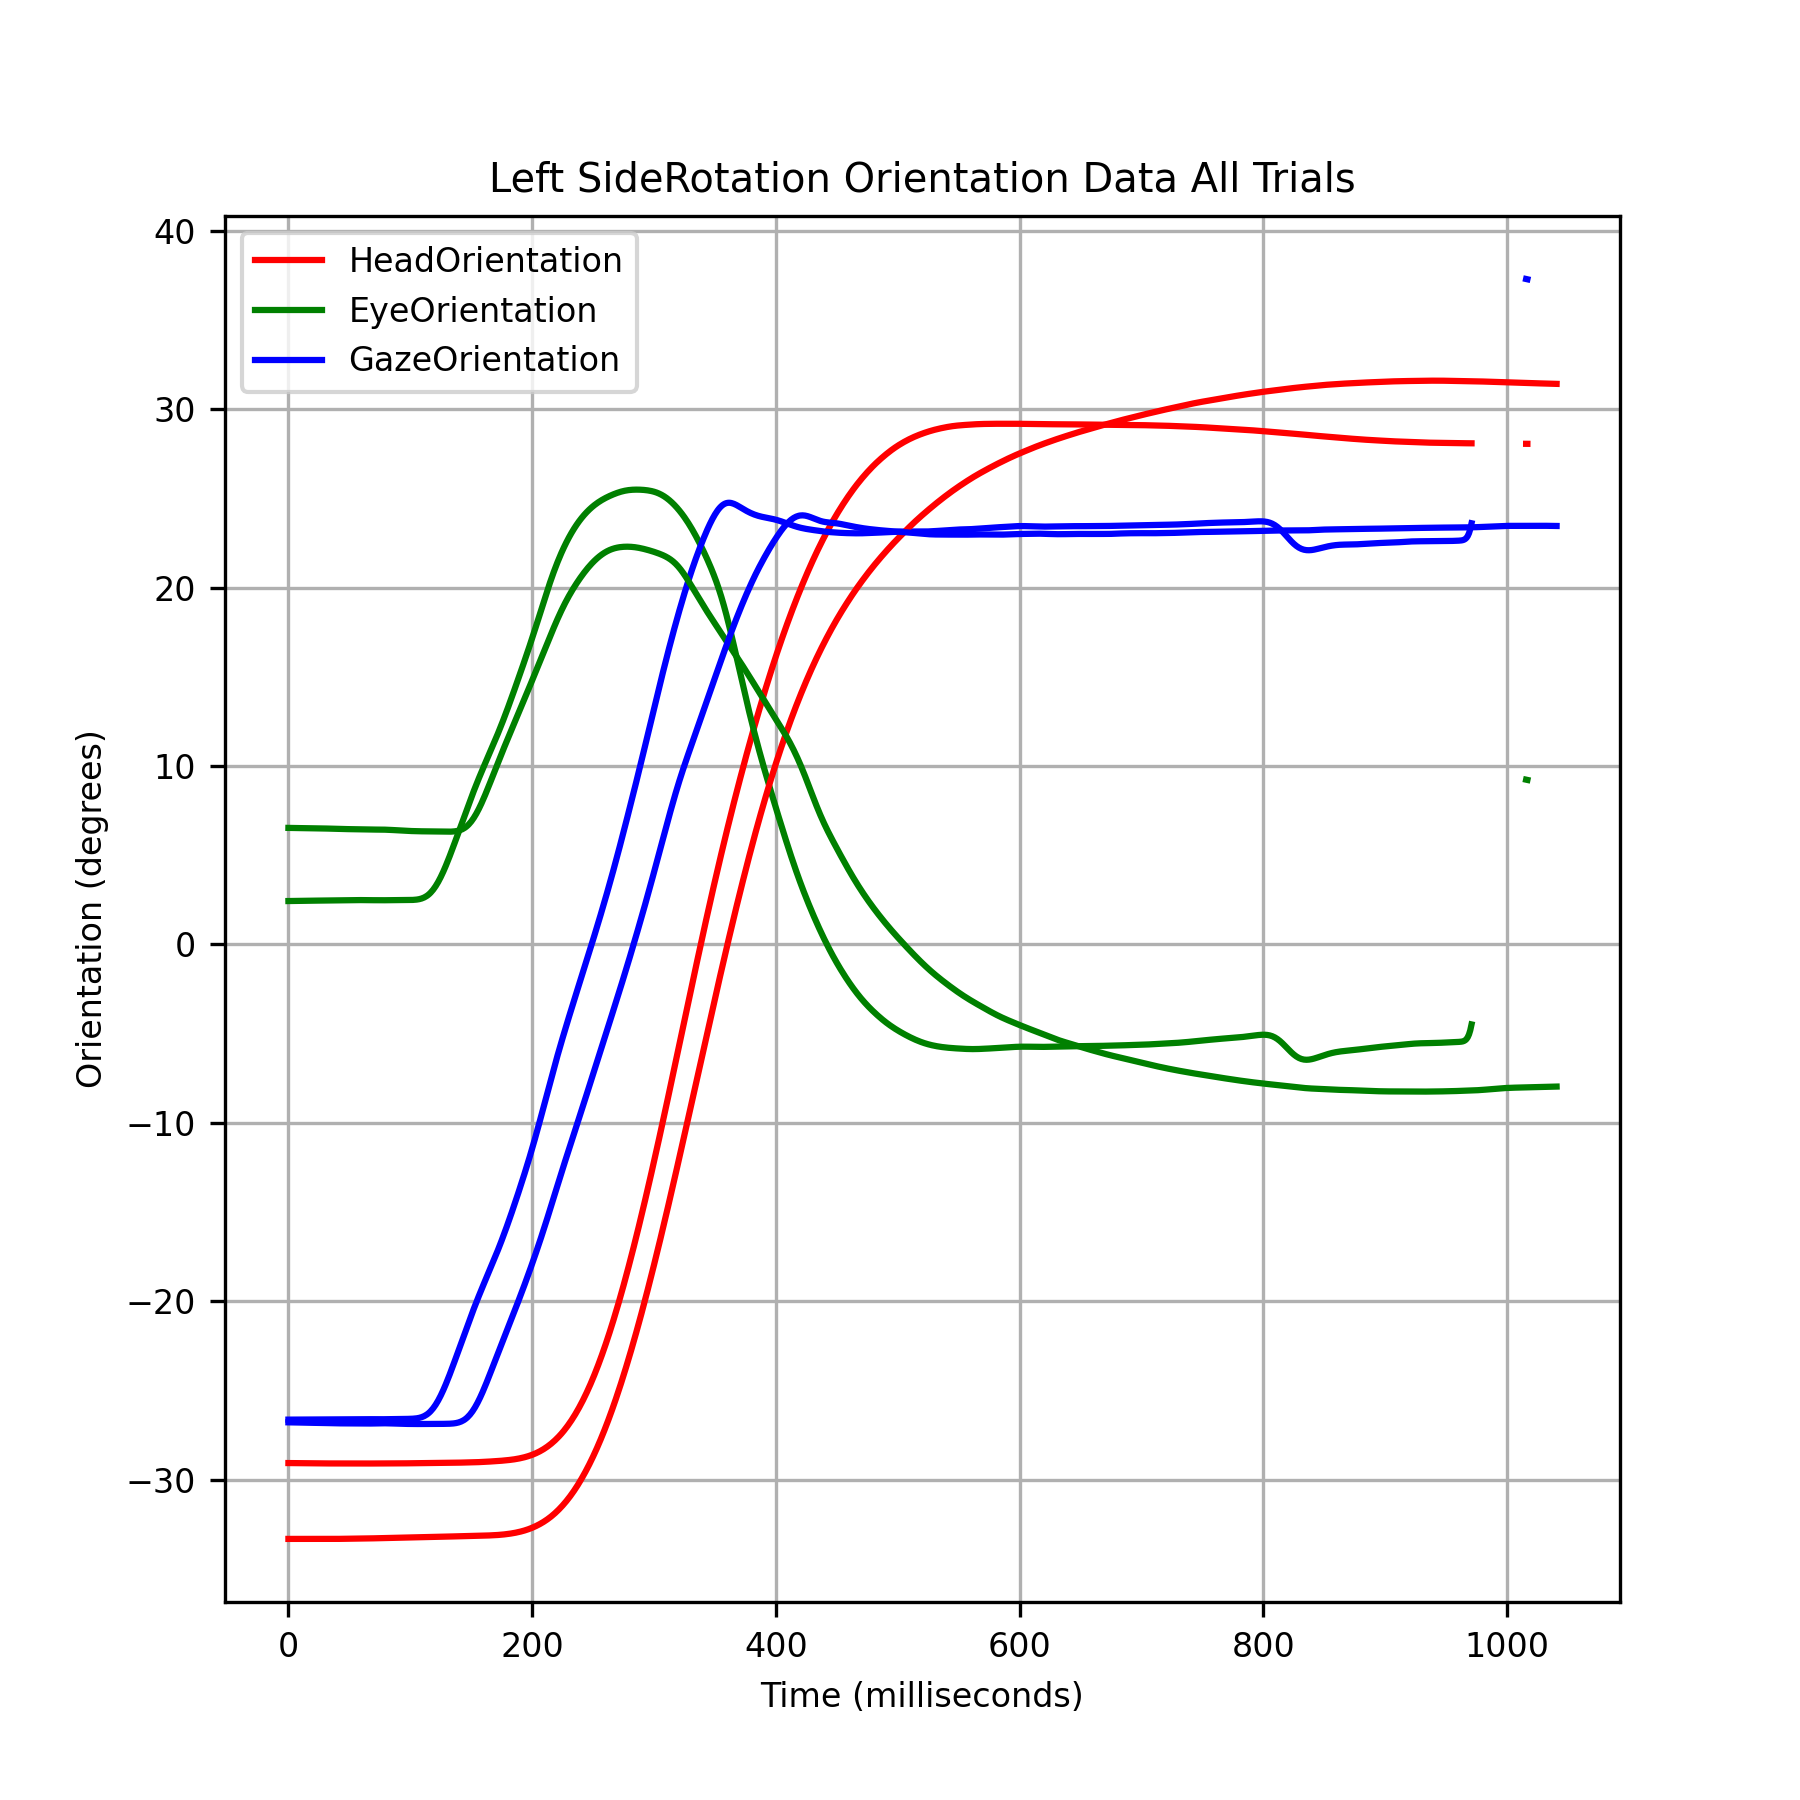 Left SideRotation Orientation Data All Trials
HeadOrientation
EyeOrientation
GazeOrientation
Orientation (degrees)
40
30
20
10
0
−10
−20
−30
0 200 400 600 800 1000
Time (milliseconds)